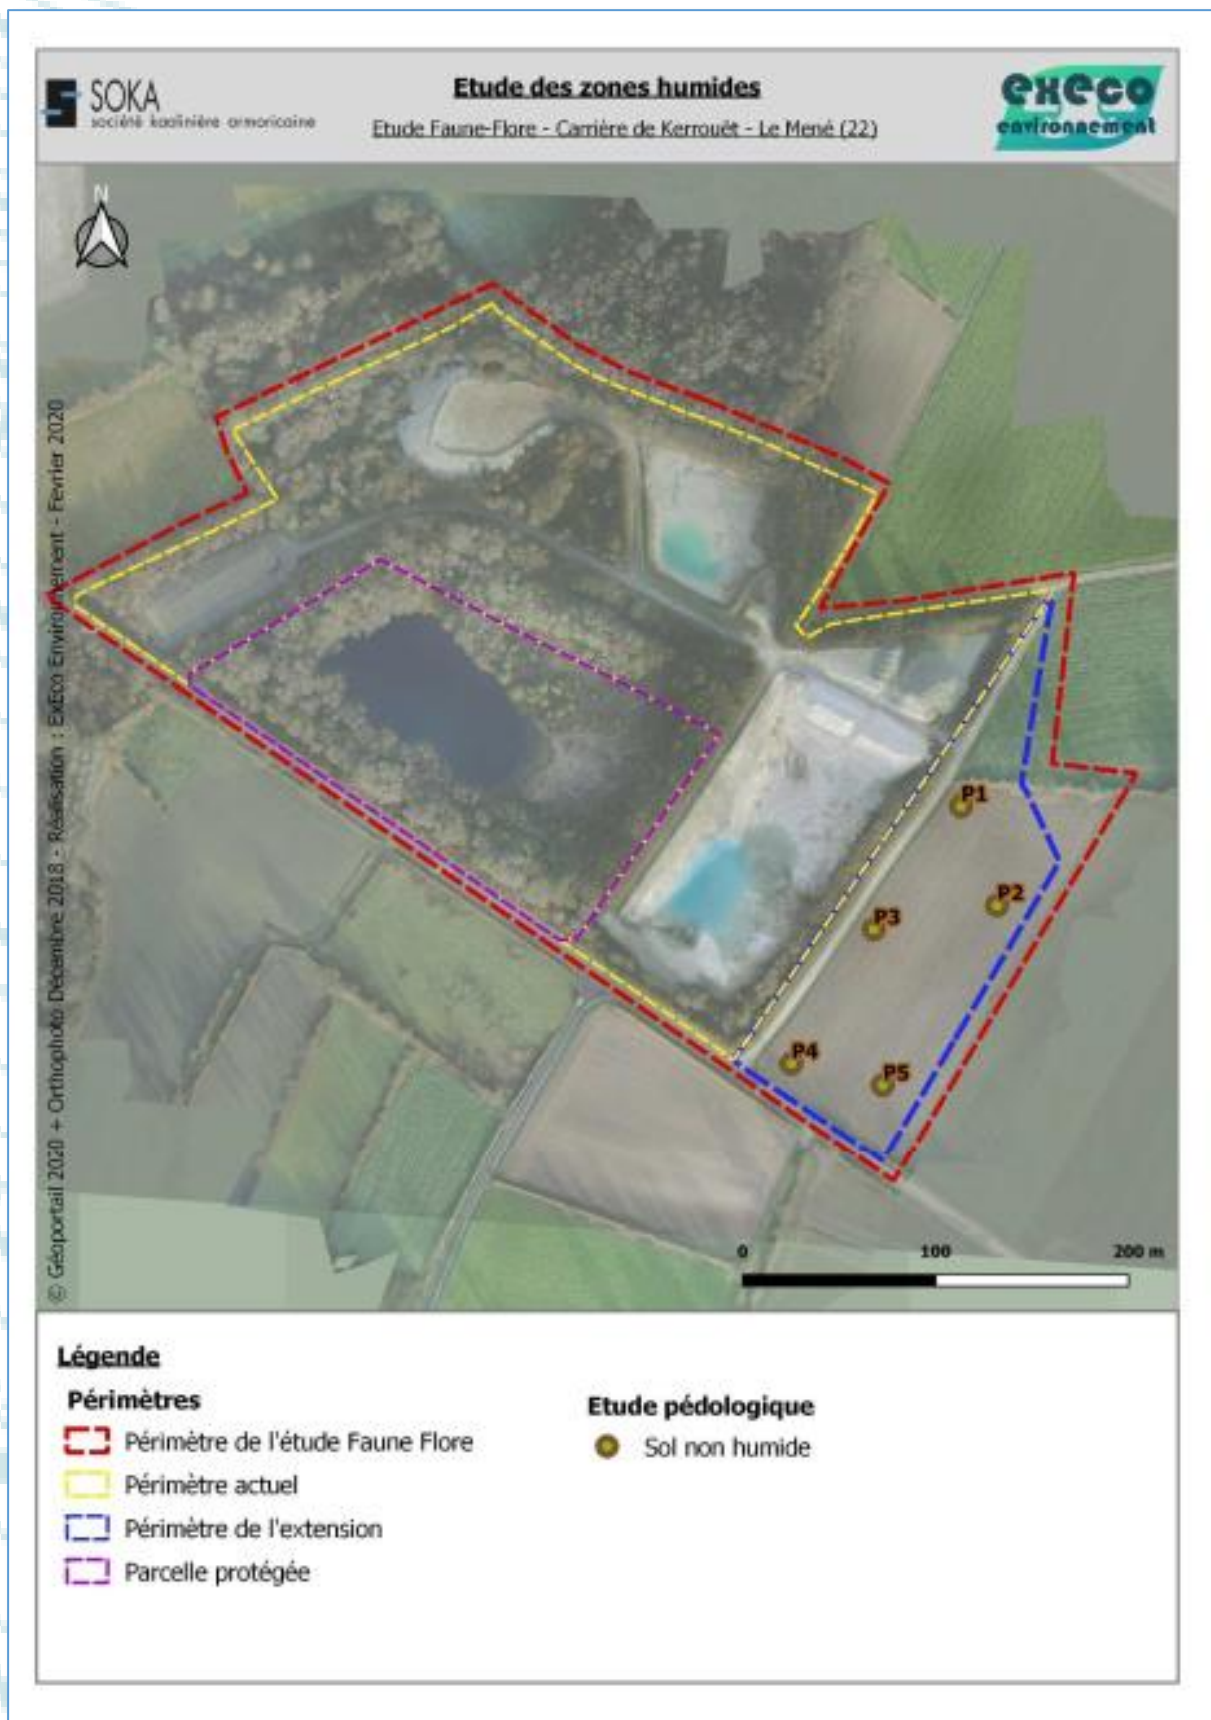 SOKA
société kaolinière armoricaine
Etude des zones humides
Etude Faune-Flore - Carrière de Kerrouët - Le Mené (22)
execo
environnement
N
© Géoportail 2020 + Orthophoto Décembre 2018 - Réalisation : ExEco Environnement - Fevrier 2020
P1
P2
P3
P4
P5
0 100 200 m
Légende
Périmètres
Périmètre de l'étude Faune Flore
Périmètre actuel
Périmètre de l'extension
Parcelle protégée
Etude pédologique
Sol non humide